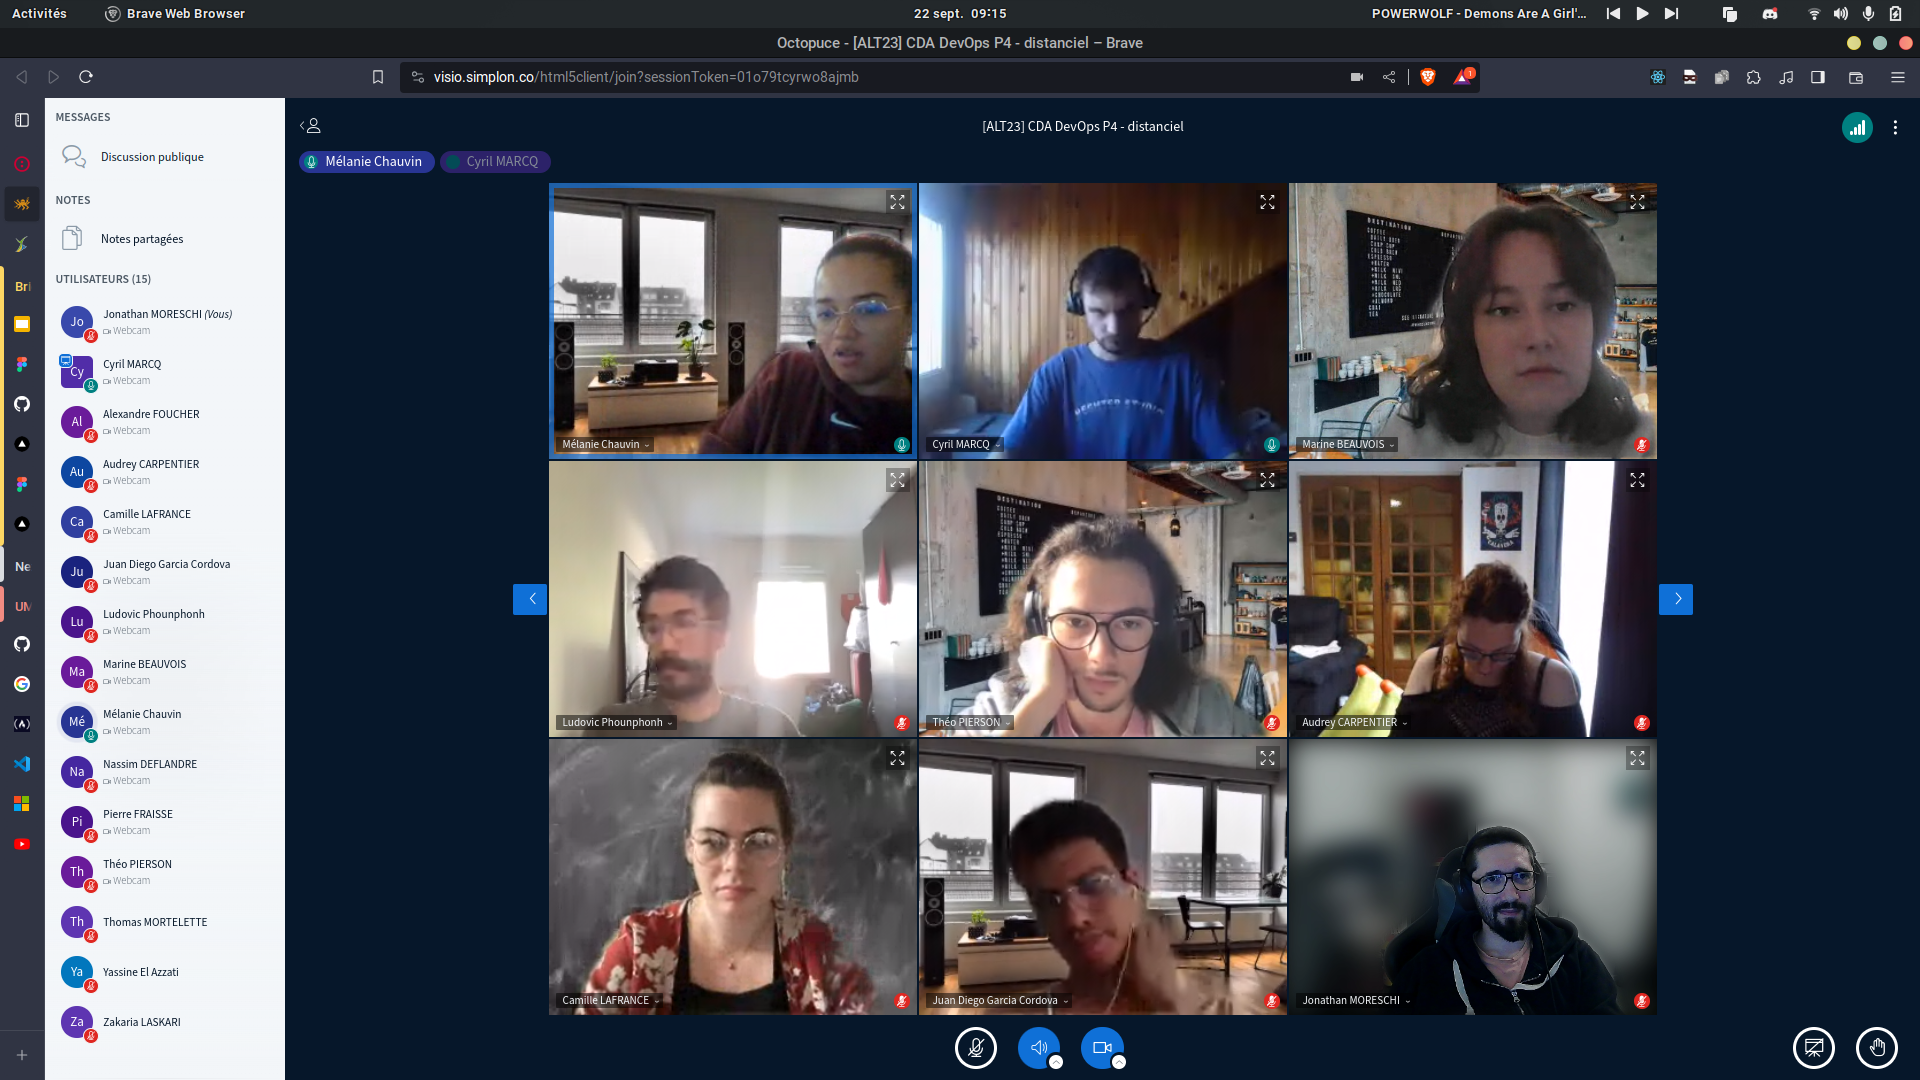 Activités
Brave Web Browser
22 sept. 09:15
POWERWOLF - Demons Are A Girl'...
Octopuce - [ALT23] CDA DevOps P4 - distanciel – Brave
visio.simplon.co/html5client/join?sessionToken=01o79tcyrwo8ajmb
1
MESSAGES
Discussion publique
NOTES
Notes partagées
UTILISATEURS (15)
Jo
Jonathan MORESCHI (Vous)
Webcam
Cy
Cyril MARCQ
Webcam
Al
Alexandre FOUCHER
Webcam
Au
Audrey CARPENTIER
Webcam
Ca
Camille LAFRANCE
Webcam
Ju
Juan Diego Garcia Cordova
Webcam
Lu
Ludovic Phounphonh
Webcam
Ma
Marine BEAUVOIS
Webcam
Mé
Mélanie Chauvin
Webcam
Na
Nassim DEFLANDRE
Webcam
Pi
Pierre FRAISSE
Webcam
Th
Théo PIERSON
Webcam
Th
Thomas MORTELETTE
Ya
Yassine El Azzati
Za
Zakaria LASKARI
[ALT23] CDA DevOps P4 - distanciel
Mélanie Chauvin
Cyril MARCQ
Mélanie Chauvin
Cyril MARCQ
DESTINATION
COFFEE
Marine BEAUVOIS
Ludovic Phounphonh
DESTINATION
COFFEE
Théo PIERSON
CALAVERA
Audrey CARPENTIER
Camille LAFRANCE
Juan Diego Garcia Cordova
Jonathan MORESCHI